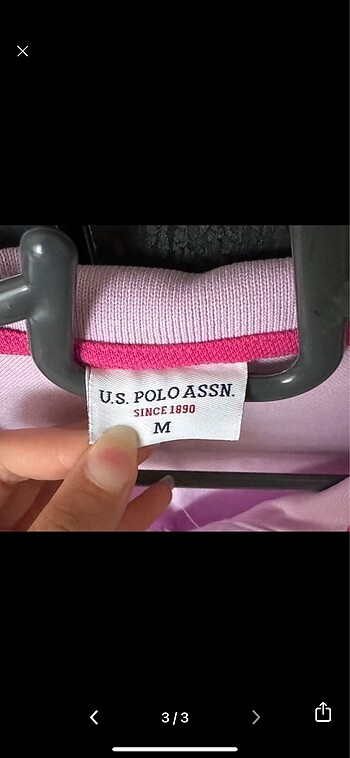 U.S. POLO ASSN.
SINCE 1890
M
3/3